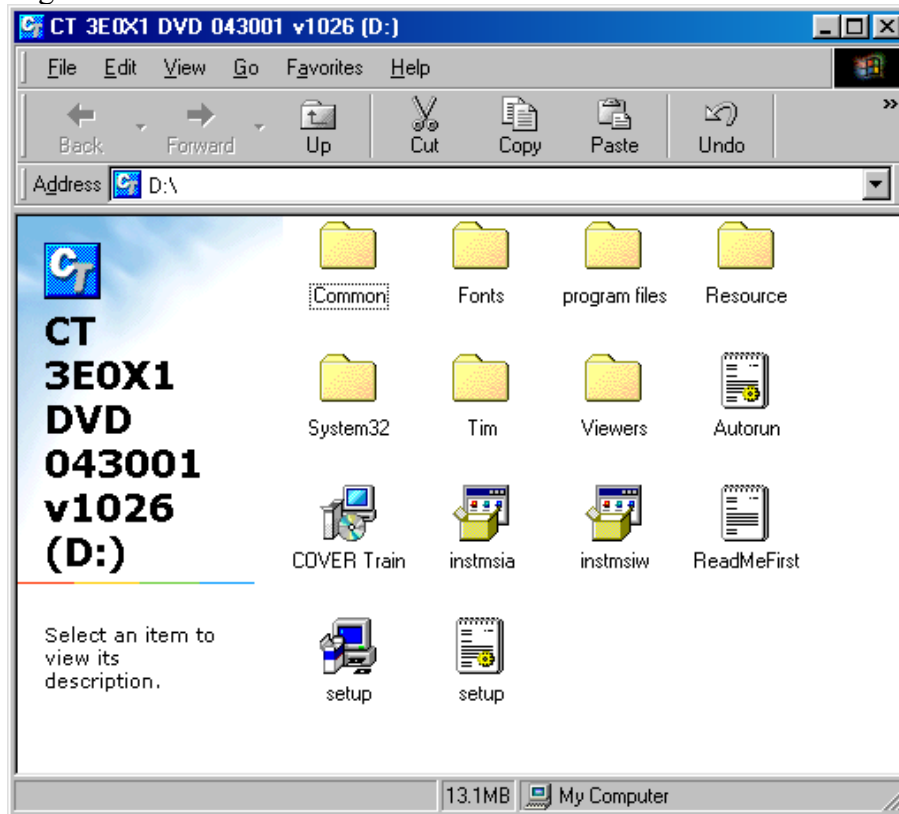 CT 3E0X1 DVD 043001 v1026 (D:)
File Edit View Go Favorites Help
Back Forward Up Cut Copy Paste Undo »
Address D:\
CT
CT
3E0X1
DVD
043001
v1026
(D:)
Select an item to
view its
description.
Common Fonts program files Resource
System32 Tim Viewers Autorun
COVER Train instmsia instmsiw ReadMeFirst
setup setup
13.1MB My Computer